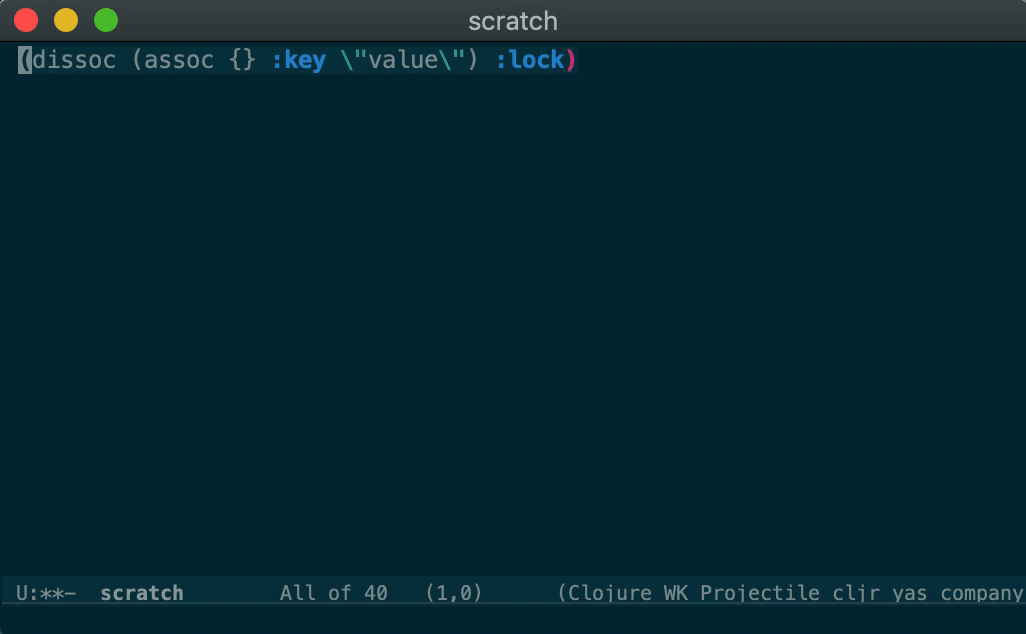 scratch
(dissoc (assoc {} :key \"value\") :lock)
U:**- scratch All of 40 (1,0) (Clojure WK Projectile cljr yas company